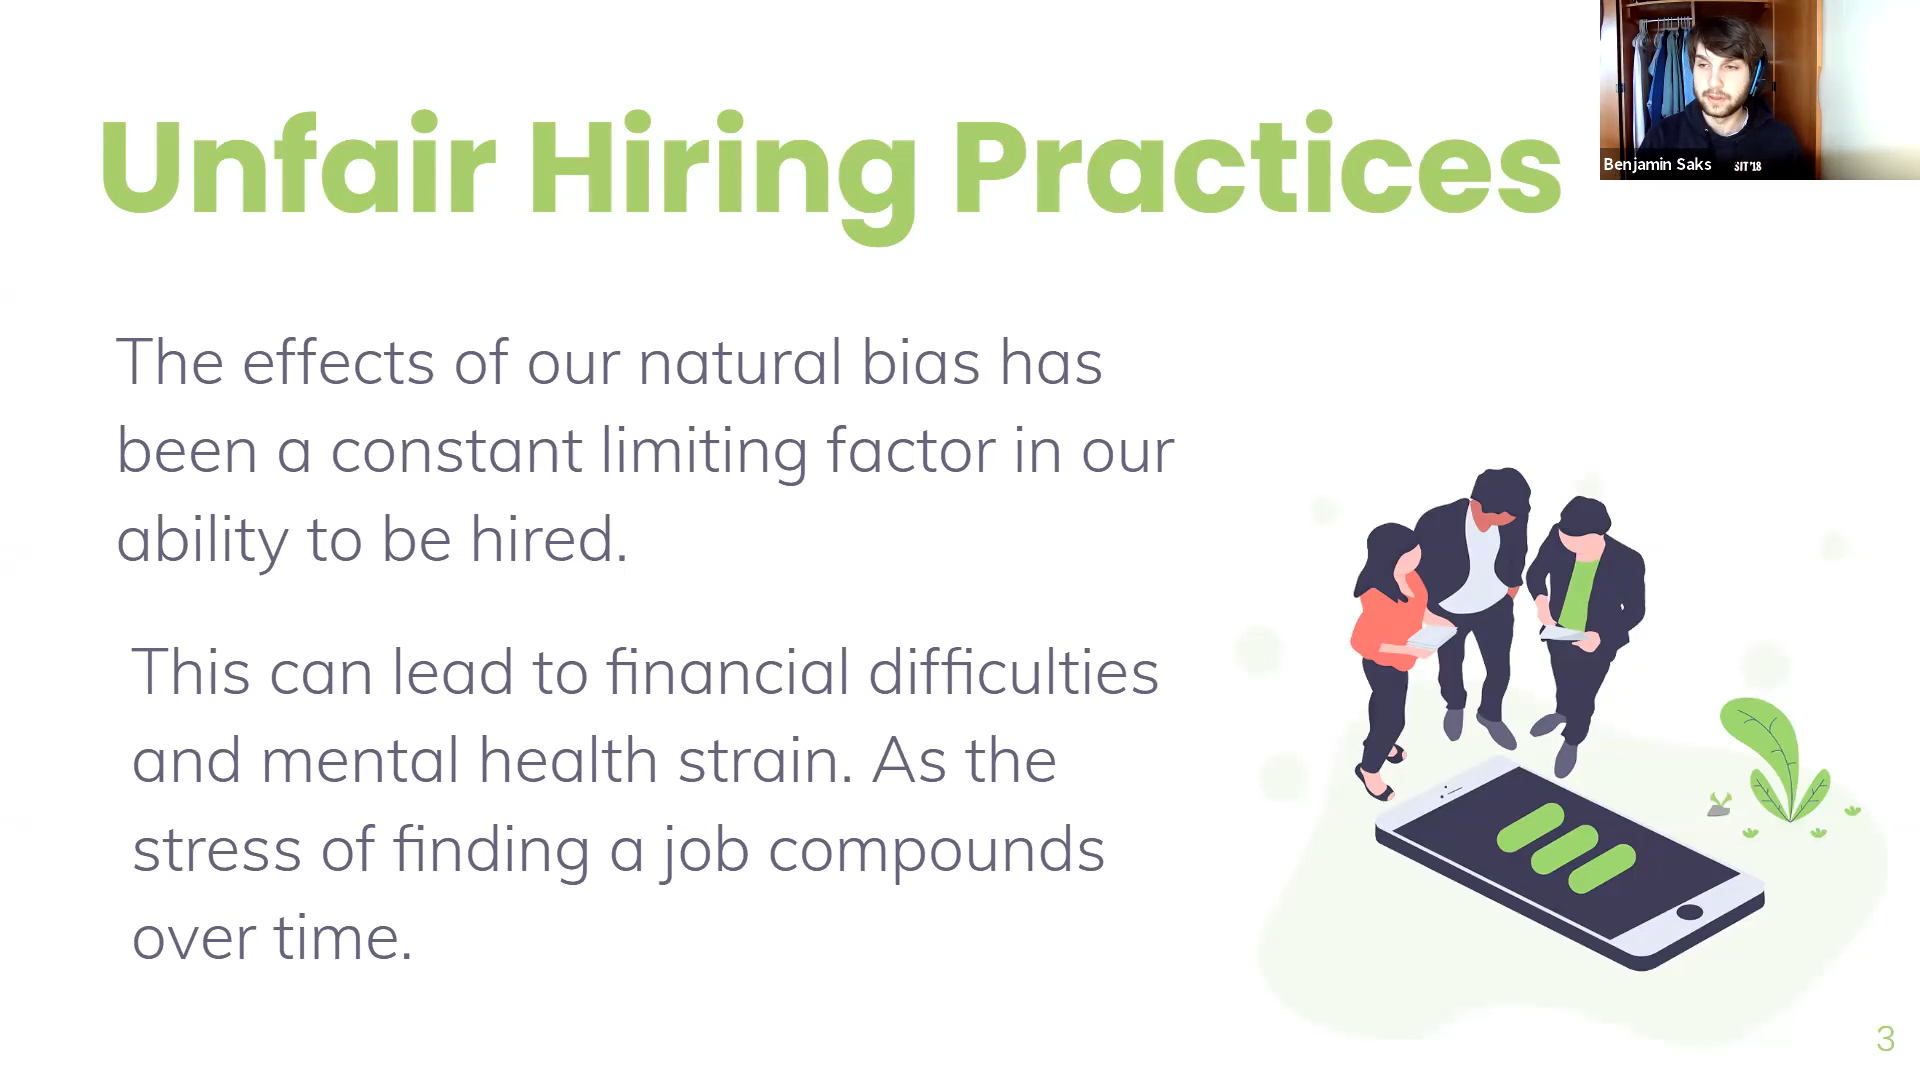 Unfair Hiring Practices
Benjamin Saks
SIT'18
The effects of our natural bias has
been a constant limiting factor in our
ability to be hired.
This can lead to financial difficulties
and mental health strain. As the
stress of finding a job compounds
over time.
3